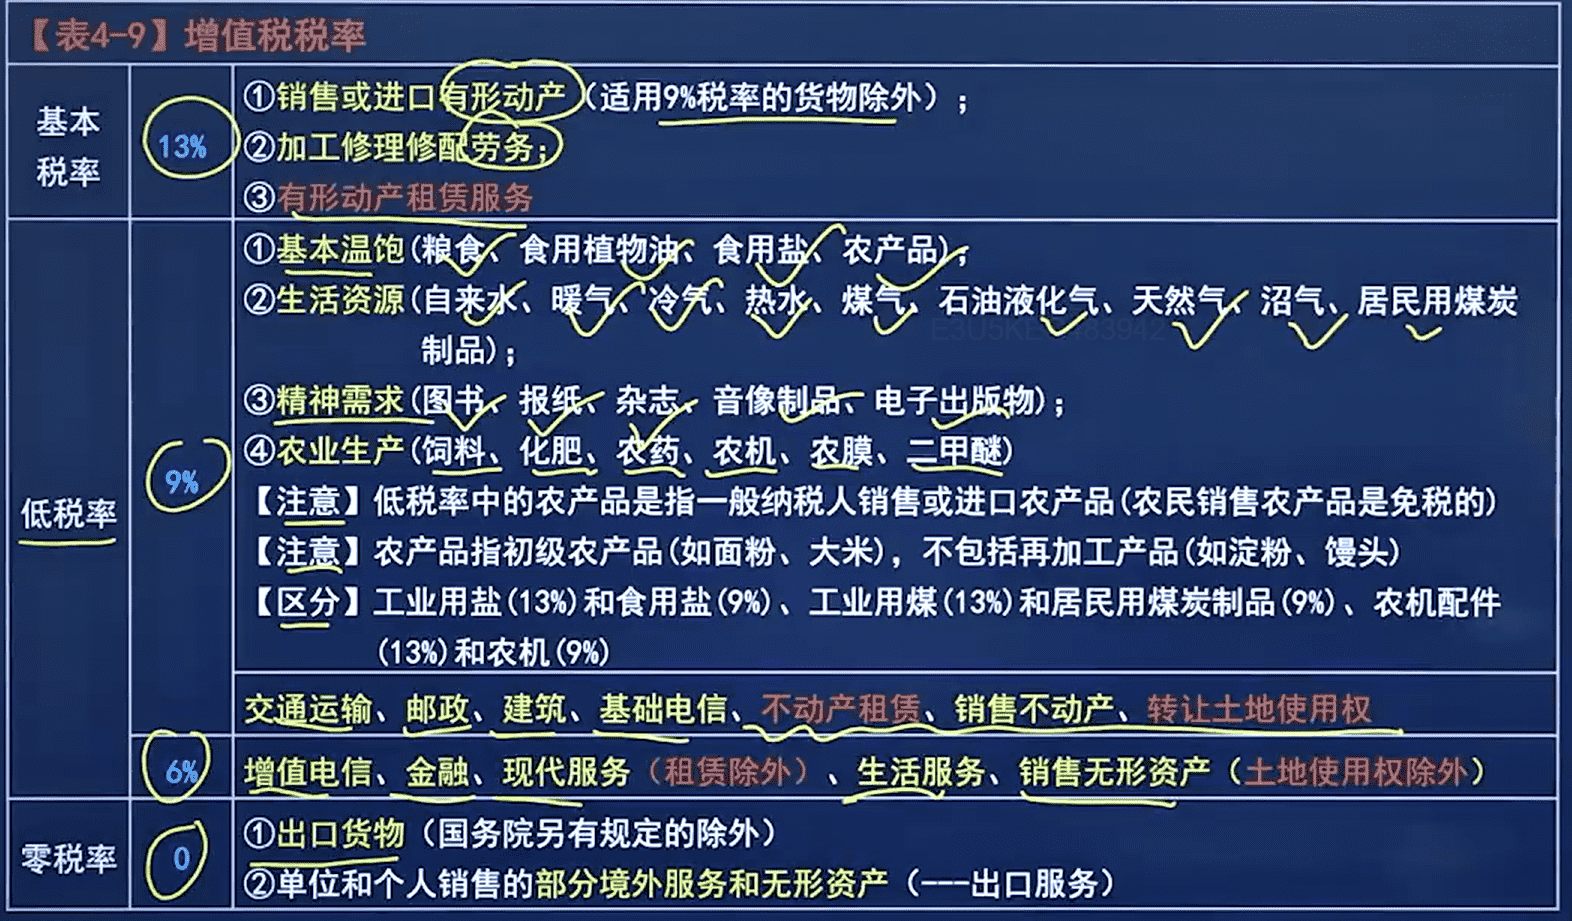 【表4-9】增值税税率
基本
税率
13%
①销售或进口有形动产（适用9%税率的货物除外）；
②加工修理修配劳务；
③有形动产租赁服务
低税率
9%
①基本温饱(粮食、食用植物油、食用盐、农产品)；
②生活资源(自来水、暖气、冷气、热水、煤气、石油液化气、天然气、沼气、居民用煤炭
制品)；
③精神需求(图书、报纸、杂志、音像制品、电子出版物)；
④农业生产(饲料、化肥、农药、农机、农膜、二甲醚)
【注意】低税率中的农产品是指一般纳税人销售或进口农产品(农民销售农产品是免税的)
【注意】农产品指初级农产品(如面粉、大米)，不包括再加工产品(如淀粉、馒头)
【区分】工业用盐(13%)和食用盐(9%)、工业用煤(13%)和居民用煤炭制品(9%)、农机配件
(13%)和农机(9%)
交通运输、邮政、建筑、基础电信、不动产租赁、销售不动产、转让土地使用权
6%
增值电信、金融、现代服务（租赁除外）、生活服务、销售无形资产（土地使用权除外）
零税率
0
①出口货物（国务院另有规定的除外）
②单位和个人销售的部分境外服务和无形资产（---出口服务）